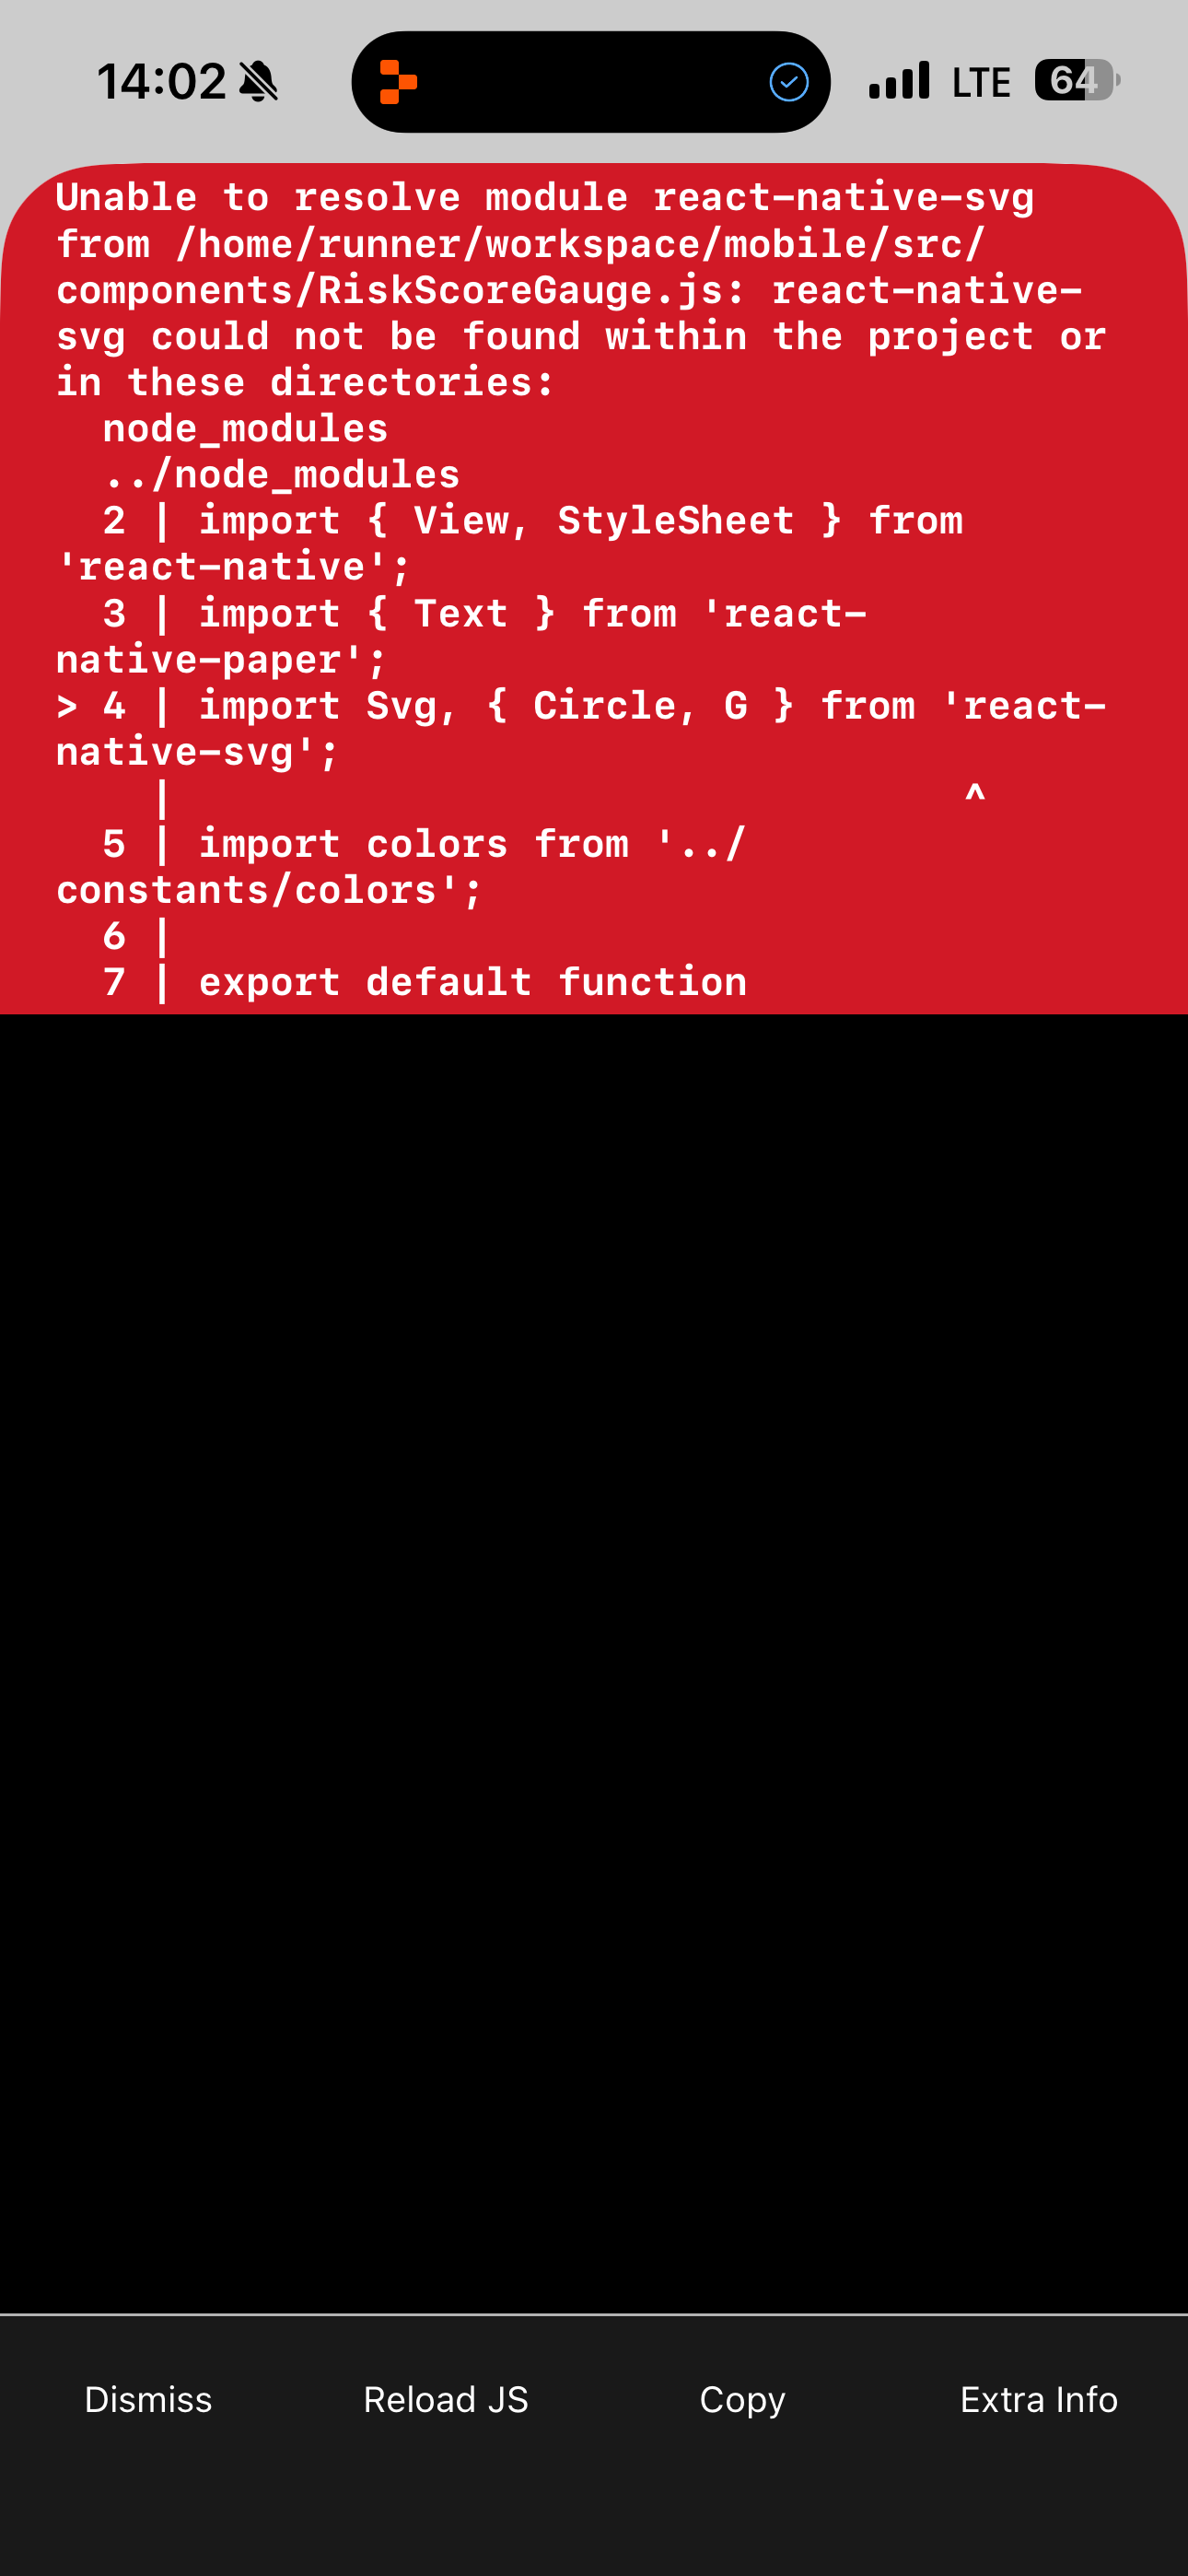 14:02
LTE
64
Unable to resolve module react-native-svg
from /home/runner/workspace/mobile/src/
components/RiskScoreGauge.js: react-native-
svg could not be found within the project or
in these directories:
  node_modules
  ../node_modules
  2 | import { View, StyleSheet } from
'react-native';
  3 | import { Text } from 'react-
native-paper';
> 4 | import Svg, { Circle, G } from 'react-
native-svg';
    |                                  ^
  5 | import colors from '../
constants/colors';
  6 |
  7 | export default function
Dismiss
Reload JS
Copy
Extra Info